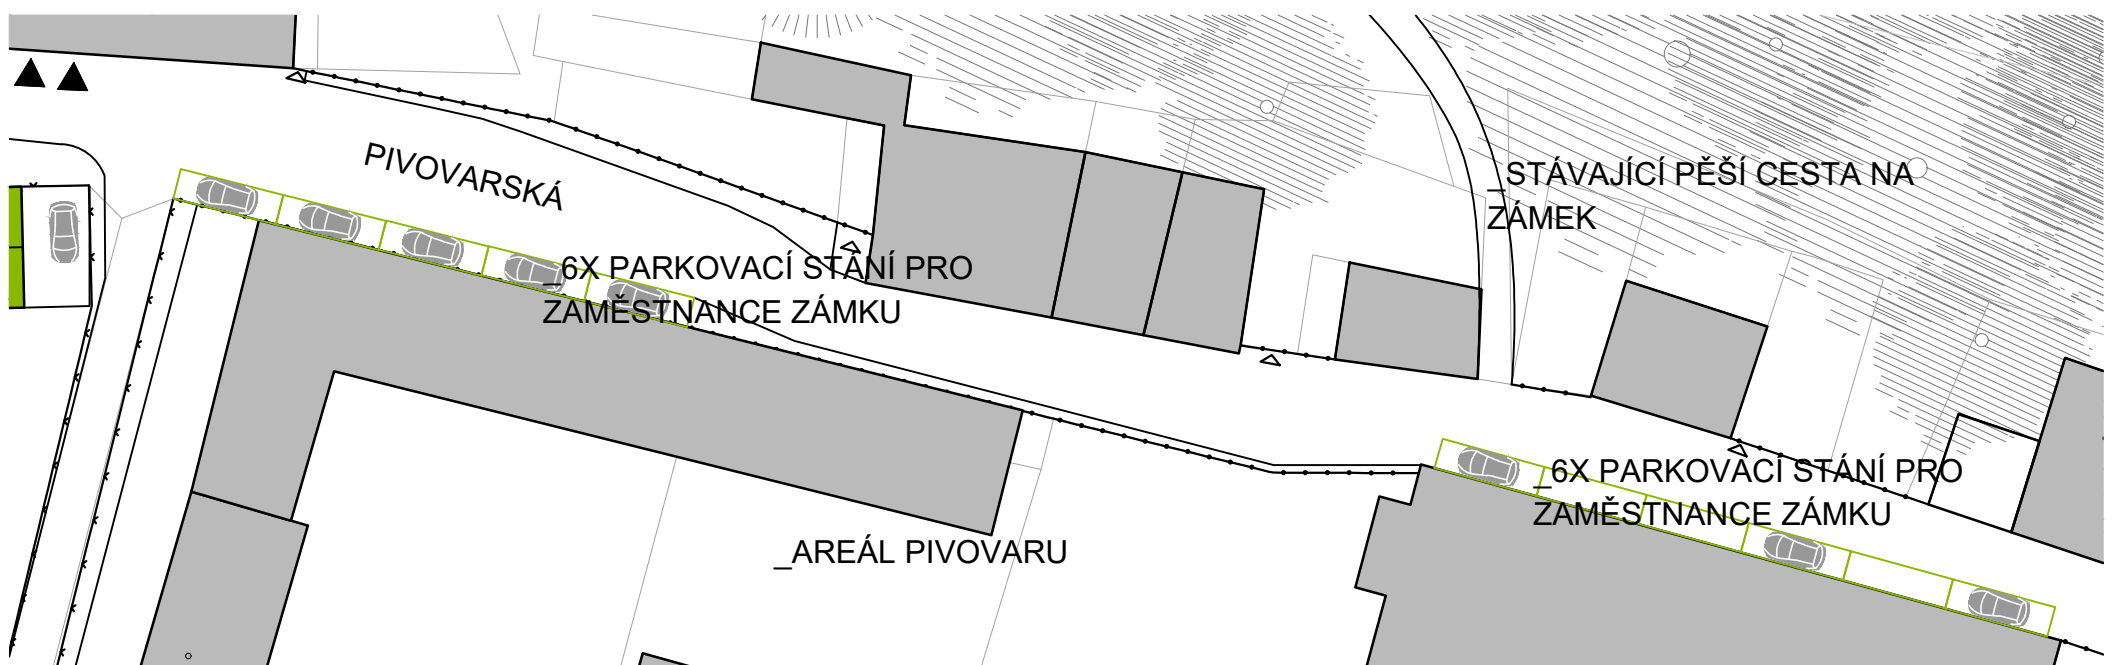 PIVOVARSKÁ
_STÁVAJÍCÍ PĚŠÍ CESTA NA
ZÁMEK
_6X PARKOVACÍ STÁNÍ PRO
ZAMĚSTNANCE ZÁMKU
_6X PARKOVACÍ STÁNÍ PRO
ZAMĚSTNANCE ZÁMKU
_AREÁL PIVOVARU